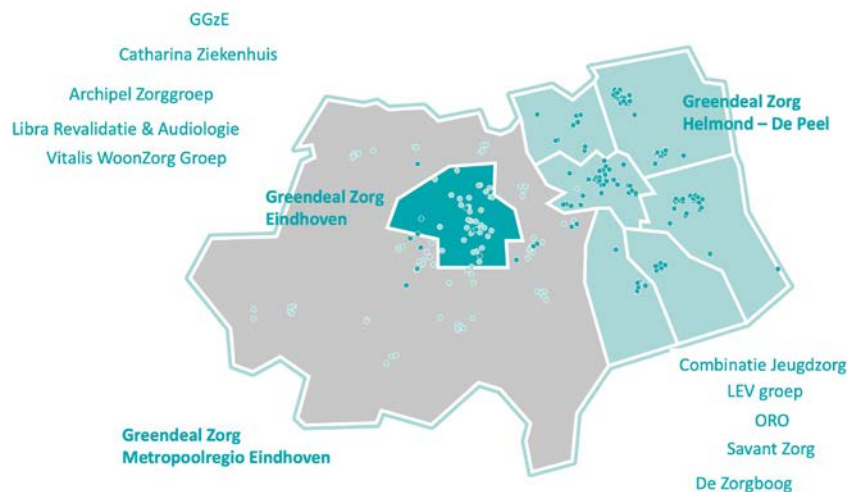 GGzE
Catharina Ziekenhuis
Archipel Zorggroep
Libra Revalidatie & Audiologie
Vitalis WoonZorg Groep
Greendeal Zorg
Eindhoven
Greendeal Zorg
Helmond – De Peel
Greendeal Zorg
Metropoolregio Eindhoven
Combinatie Jeugdzorg
LEV groep
ORO
Savant Zorg
De Zorgboog